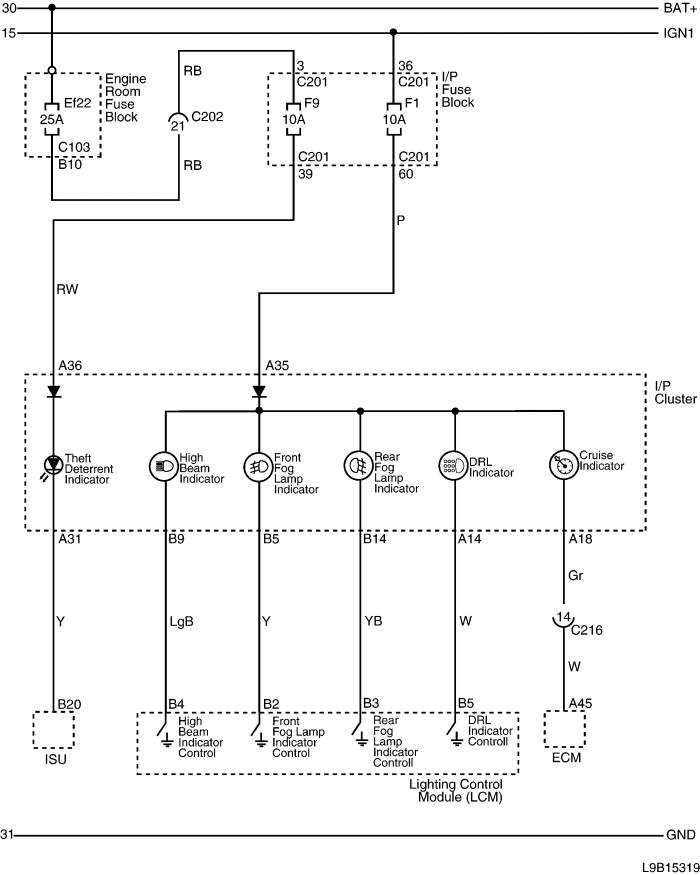 30
BAT+
15
IGN1
RB
3
36
C201
C201
I/P
Fuse
Block
Engine
Room
Fuse
Block
Ef22
25A
C202
21
F9
10A
F1
10A
C103
B10
RB
C201
39
C201
60
P
RW
A36
A35
I/P
Cluster
Theft
Deterrent
Indicator
High
Beam
Indicator
Front
Fog
Lamp
Indicator
Rear
Fog
Lamp
Indicator
DRL
Indicator
Cruise
Indicator
A31
B9
B5
B14
A14
A18
Gr
14
C216
Y
LgB
Y
YB
W
W
B20
B4
B2
B3
B5
A45
High
Beam
Indicator
Control
Front
Fog Lamp
Indicator
Control
Rear
Fog
Lamp
Indicator
Controll
DRL
Indicator
Controll
ISU
ECM
Lighting Control
Module (LCM)
31
GND
L9B15319